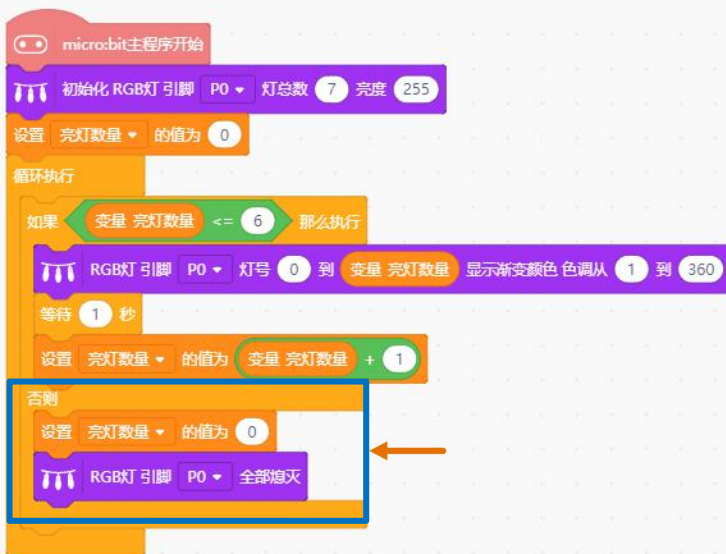 micro:bit主程序开始
初始化 RGB灯 引脚 P0 灯总数 7 亮度 255
设置 亮灯数量 的值为 0
循环执行
如果 变量 亮灯数量 <= 6 那么执行
RGB灯 引脚 P0 灯号 0 到 变量 亮灯数量 显示渐变颜色 色调从 1 到 360
等待 1 秒
设置 亮灯数量 的值为 变量 亮灯数量 + 1
否则
设置 亮灯数量 的值为 0
RGB灯 引脚 P0 全部熄灭